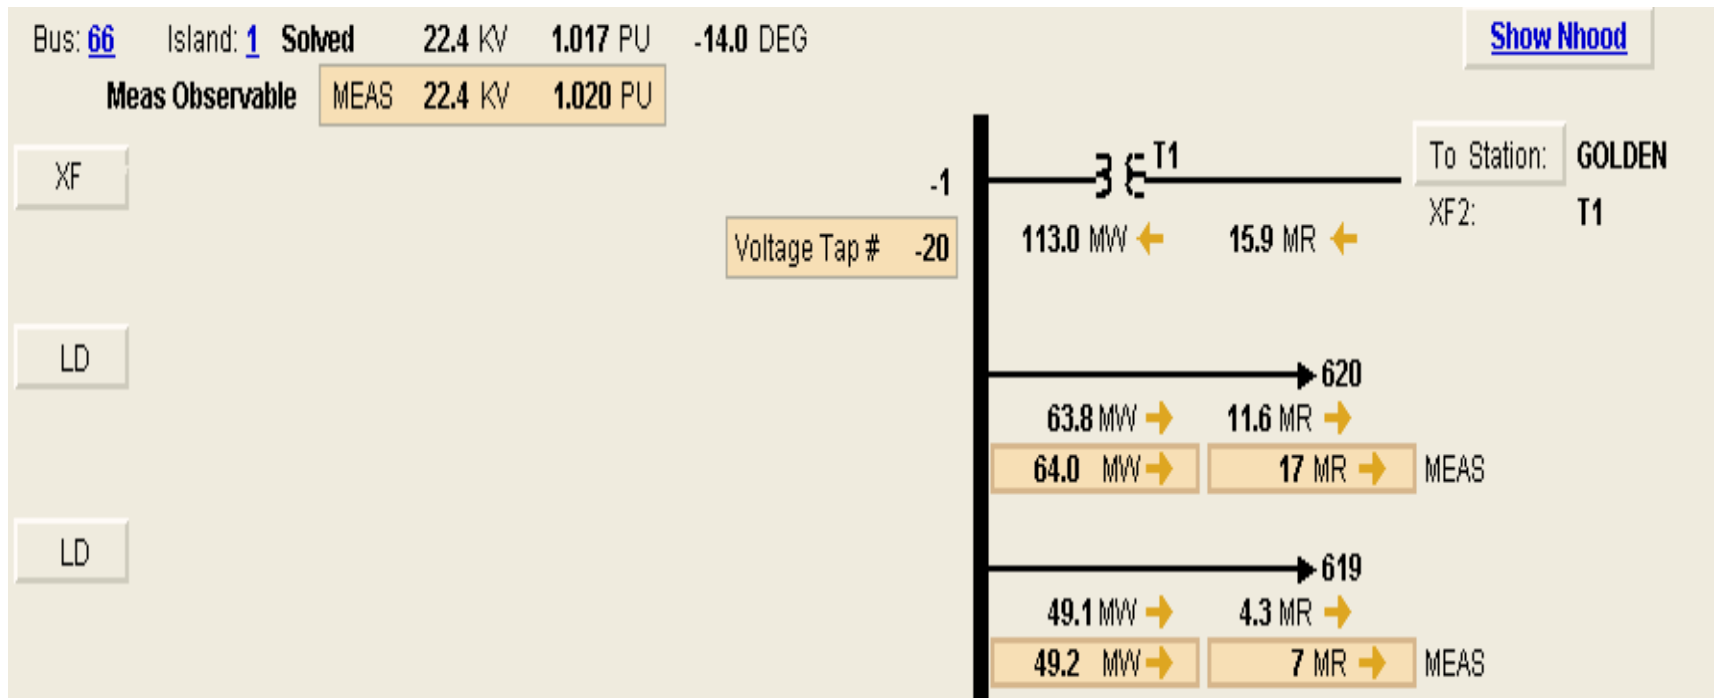 Bus: 66 Island: 1 Solved 22.4 KV 1.017 PU -14.0 DEG Show Nhood
Meas Observable MEAS 22.4 KV 1.020 PU
XF -1 T1 To Station: GOLDEN
Voltage Tap # -20 113.0 MW 15.9 MR XF2: T1
LD 620
63.8 MW 11.6 MR
64.0 MW 17 MR MEAS
LD 619
49.1 MW 4.3 MR
49.2 MW 7 MR MEAS